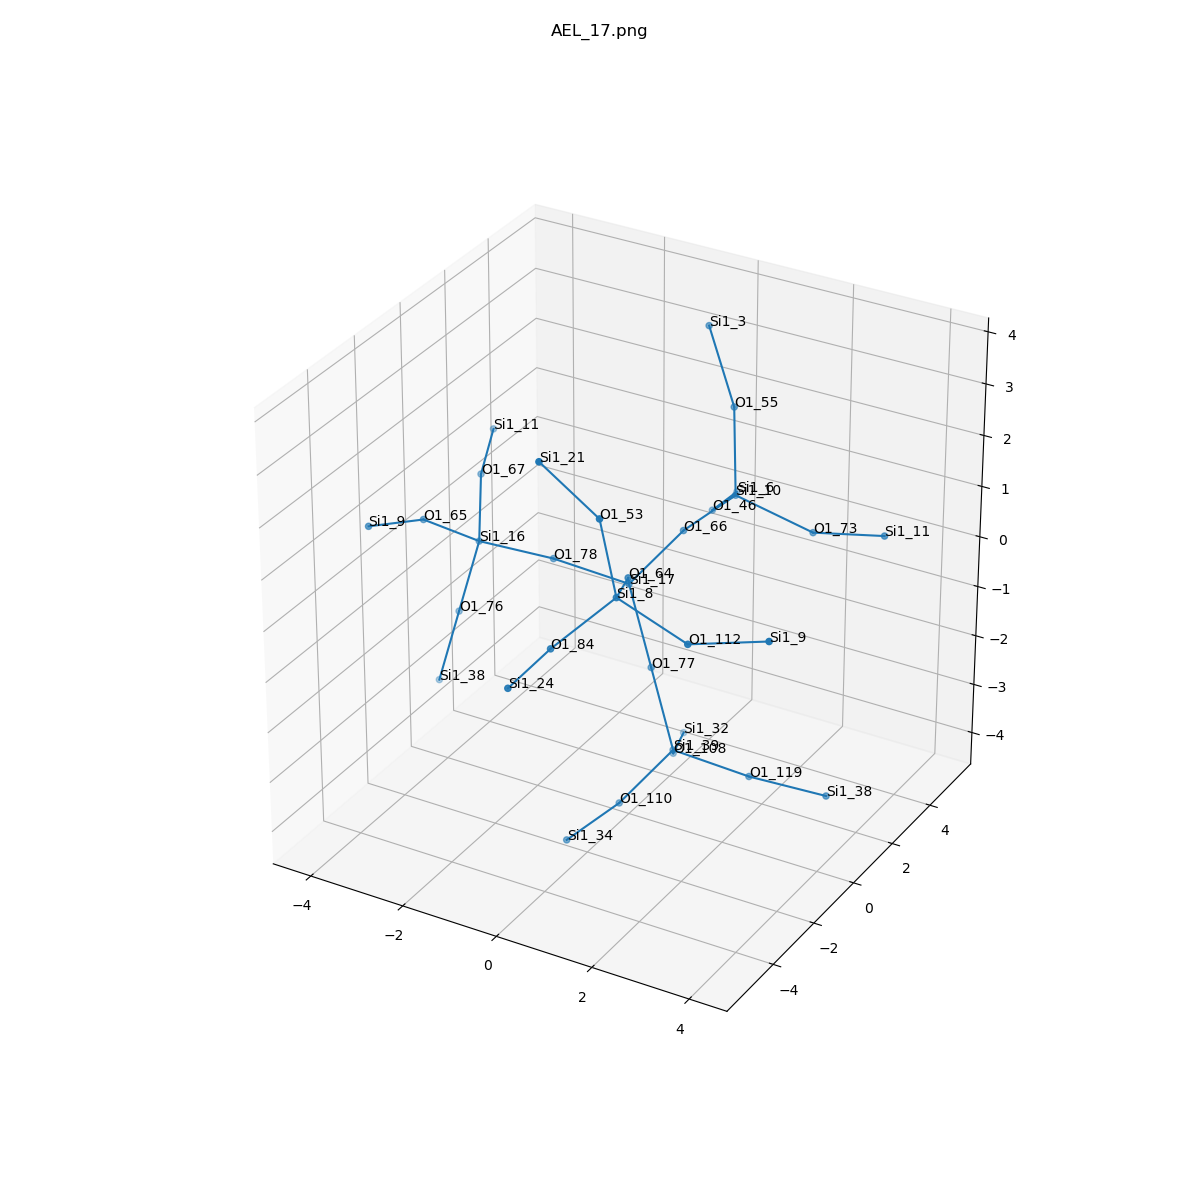 AEL_17.png
Si1_3
O1_55
Si1_11
Si1_21
O1_67
Si1_6
Si1_10
O1_46
O1_65
Si1_9
O1_53
O1_66
O1_73
Si1_11
Si1_16
O1_78
O1_64
Si1_17
Si1_8
O1_76
O1_112
Si1_9
O1_84
O1_77
Si1_38
Si1_24
Si1_32
Si1_39
O1_108
O1_119
Si1_38
O1_110
Si1_34
4
3
2
1
0
−1
−2
−3
−4
−4
−2
0
2
4
−4
−2
0
2
4